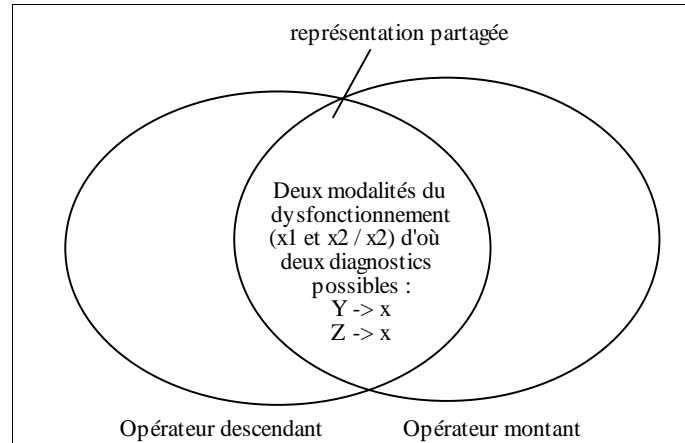 représentation partagée
Deux modalités du
dysfonctionnement
(x1 et x2 / x2) d'où
deux diagnostics
possibles :
Y -> x
Z -> x
Opérateur descendant
Opérateur montant